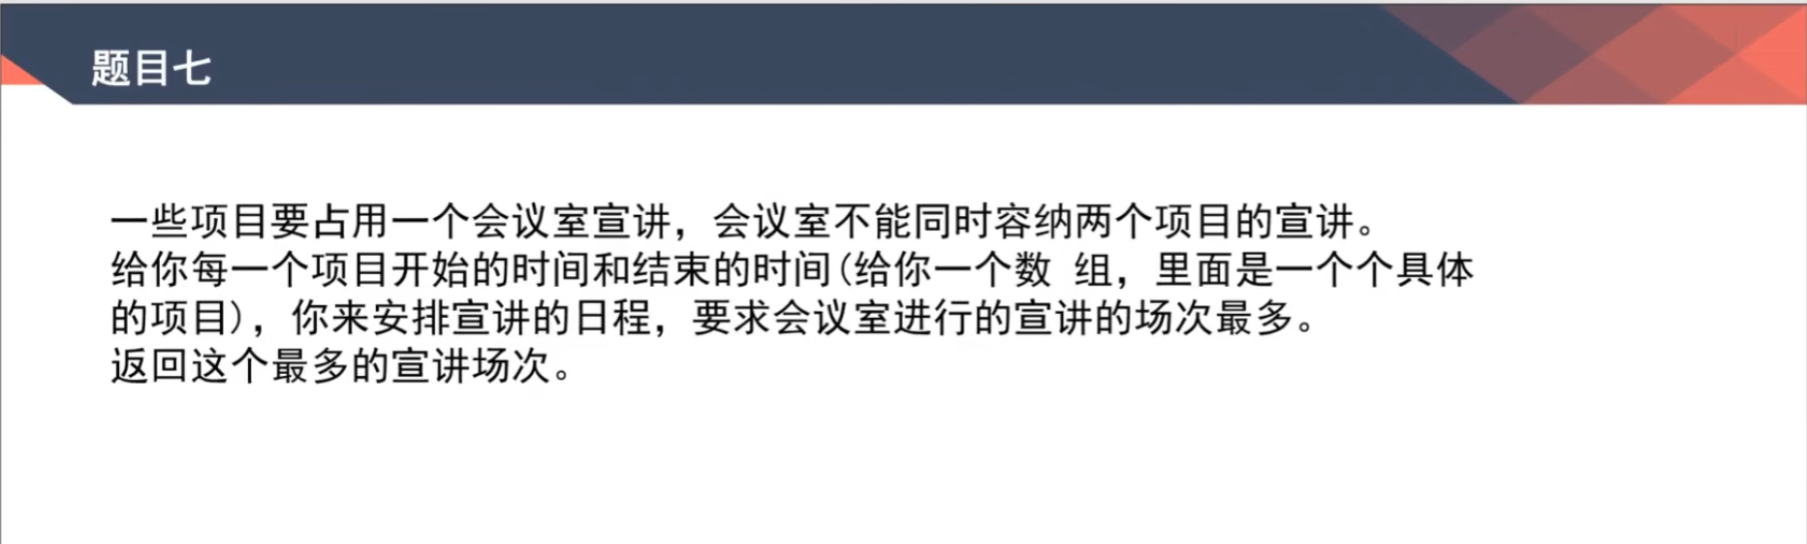 题目七
一些项目要占用一个会议室宣讲，会议室不能同时容纳两个项目的宣讲。
给你每一个项目开始的时间和结束的时间(给你一个数 组，里面是一个个具体
的项目)，你来安排宣讲的日程，要求会议室进行的宣讲的场次最多。
返回这个最多的宣讲场次。